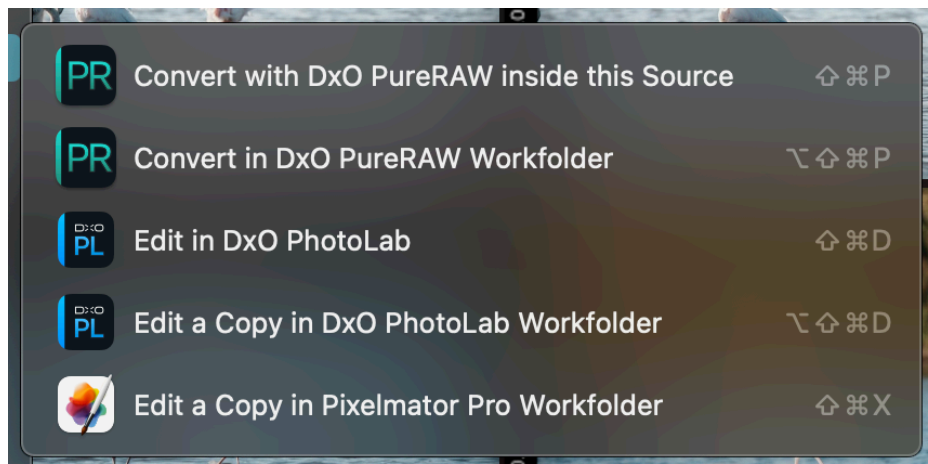 PR Convert with DxO PureRAW inside this Source ⇧⌘P
PR Convert in DxO PureRAW Workfolder ⌥⇧⌘P
DXO PL Edit in DxO PhotoLab ⇧⌘D
DXO PL Edit a Copy in DxO PhotoLab Workfolder ⌥⇧⌘D
Edit a Copy in Pixelmator Pro Workfolder ⇧⌘X